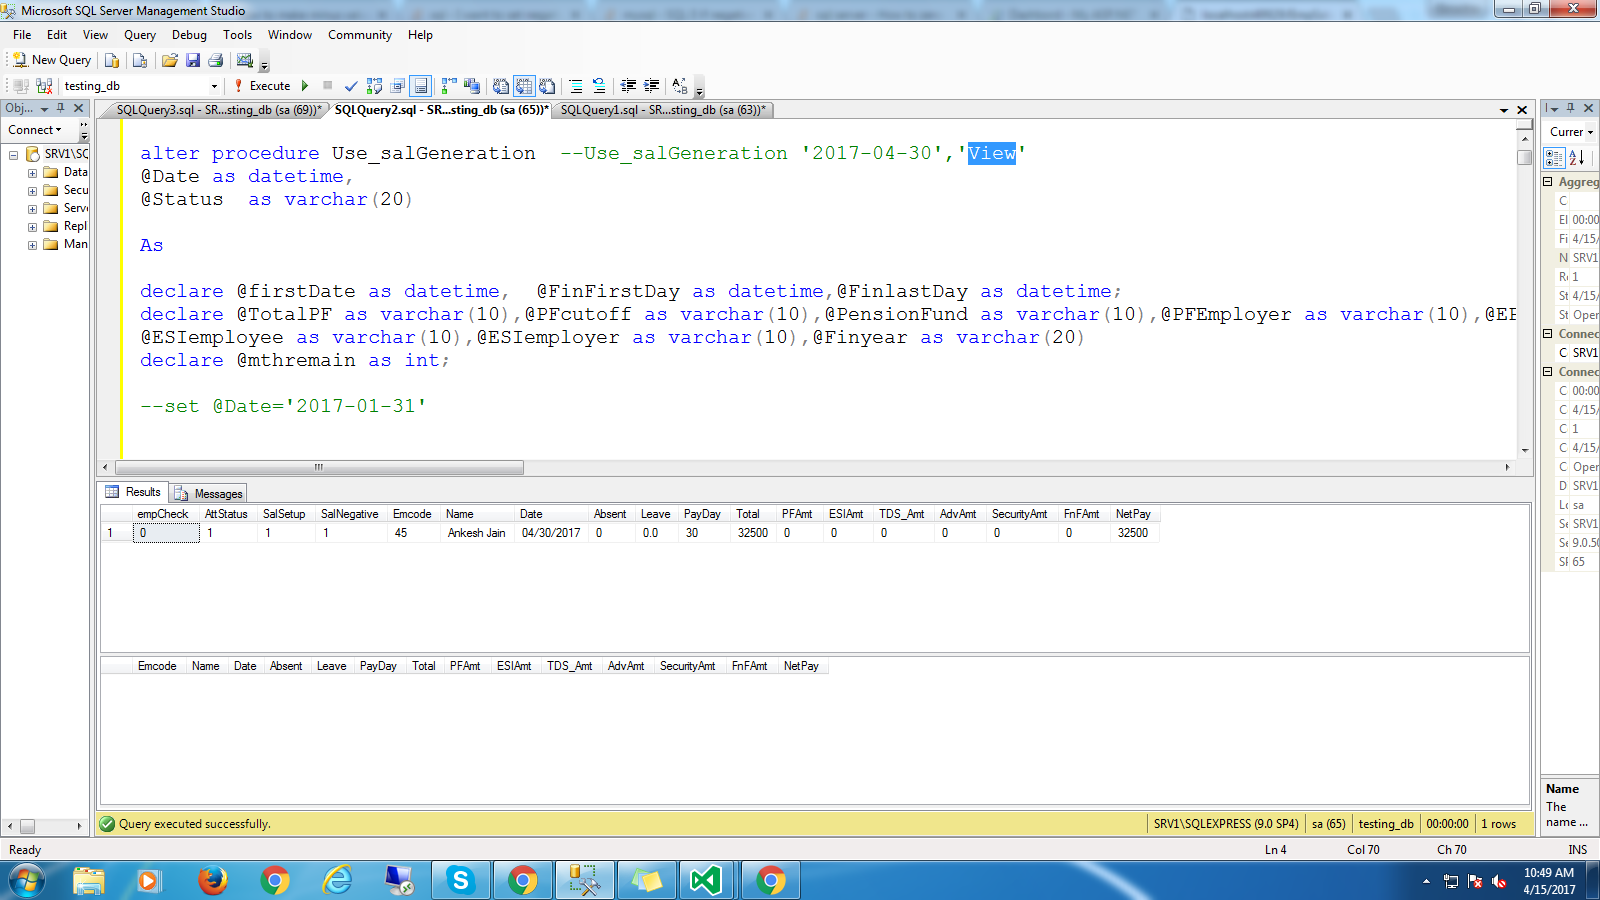 Microsoft SQL Server Management Studio
File Edit View Query Debug Tools Window Community Help
New Query
testing_db Execute
Obj...
Connect
SRV1\SQ
Data
Secu
Serv
Repl
Man
SQLQuery3.sql - SR...sting_db (sa (69))* SQLQuery2.sql - SR...sting_db (sa (65))* SQLQuery1.sql - SR...sting_db (sa (63))*
alter procedure Use_salGeneration --Use_salGeneration '2017-04-30','View'
@Date as datetime,
@Status as varchar(20)
As
declare @firstDate as datetime, @FinFirstDay as datetime,@FinlastDay as datetime;
declare @TotalPF as varchar(10),@PFcutoff as varchar(10),@PensionFund as varchar(10),@PFEmployer as varchar(10),
@ESIemployee as varchar(10),@ESIemployer as varchar(10),@Finyear as varchar(20)
declare @mthremain as int;
--set @Date='2017-01-31'
Results Messages
empCheck AttStatus SalSetup SalNegative Emcode Name Date Absent Leave PayDay Total PFAmt ESIAmt TDS_Amt AdvAmt SecurityAmt FnFAmt NetPay
1 0 1 1 1 45 Ankesh Jain 04/30/2017 0 0.0 30 32500 0 0 0 0 0 0 32500
Emcode Name Date Absent Leave PayDay Total PFAmt ESIAmt TDS_Amt AdvAmt SecurityAmt FnFAmt NetPay
Query executed successfully. SRV1\SQLEXPRESS (9.0 SP4) sa (65) testing_db 00:00:00 1 rows
Currer
Aggreg
C
El 00:00
Fi 4/15/
N SRV1
R 1
St 4/15/
St Oper
Connec
C SRV1
Connec
C 00:00
C 4/15/
C 1
C 4/15/
C Oper
D SRV1
Lc sa
Se SRV1
Se 9.0.50
SF 65
Name
The
name ...
Ready Ln 4 Col 70 Ch 70 INS
10:49 AM
4/15/2017